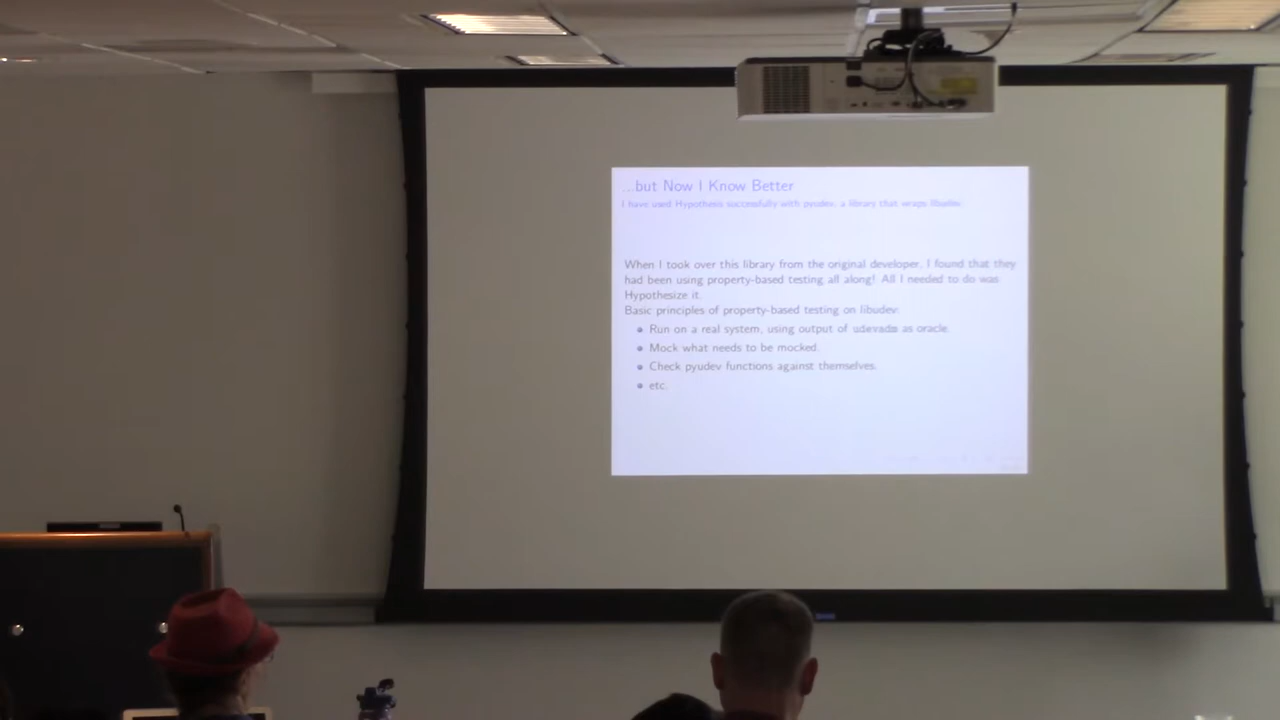 ...but Now I Know Better
I have used Hypothesis successfully with pyudev, a library that wraps libudev.
When I took over this library from the original developer, I found that they
had been using property-based testing all along! All I needed to do was
Hypothesize it.
Basic principles of property-based testing on libudev:
Run on a real system, using output of udevadm as oracle.
Mock what needs to be mocked.
Check pyudev functions against themselves.
etc.